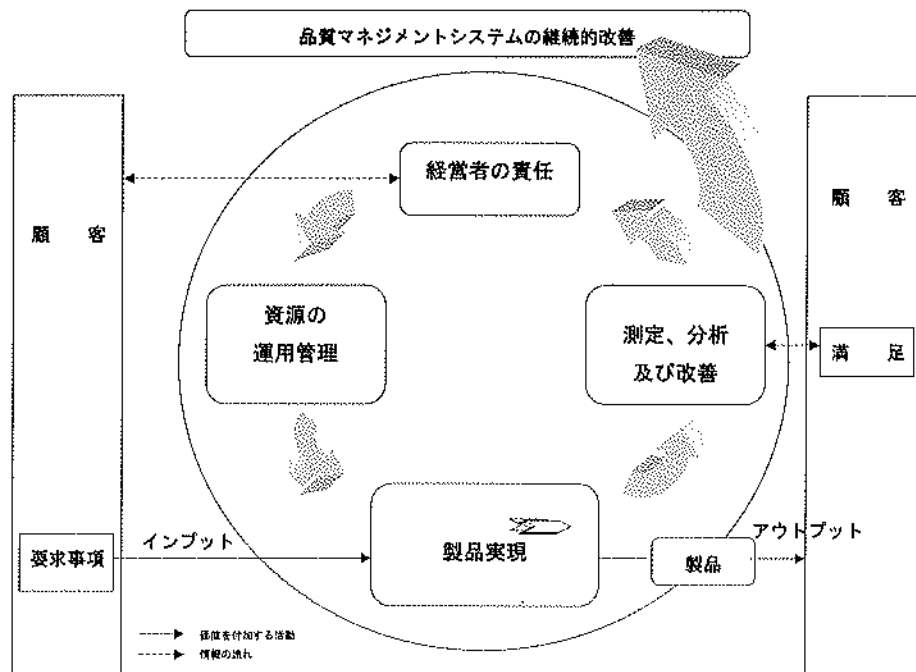 品質マネジメントシステムの継続的改善
経営者の責任
顧 客
顧 客
資源の
運用管理
測定、分析
及び改善
満 足
要求事項
インプット
製品実現
製品
アウトプット
価値を付加する活動
情報の流れ